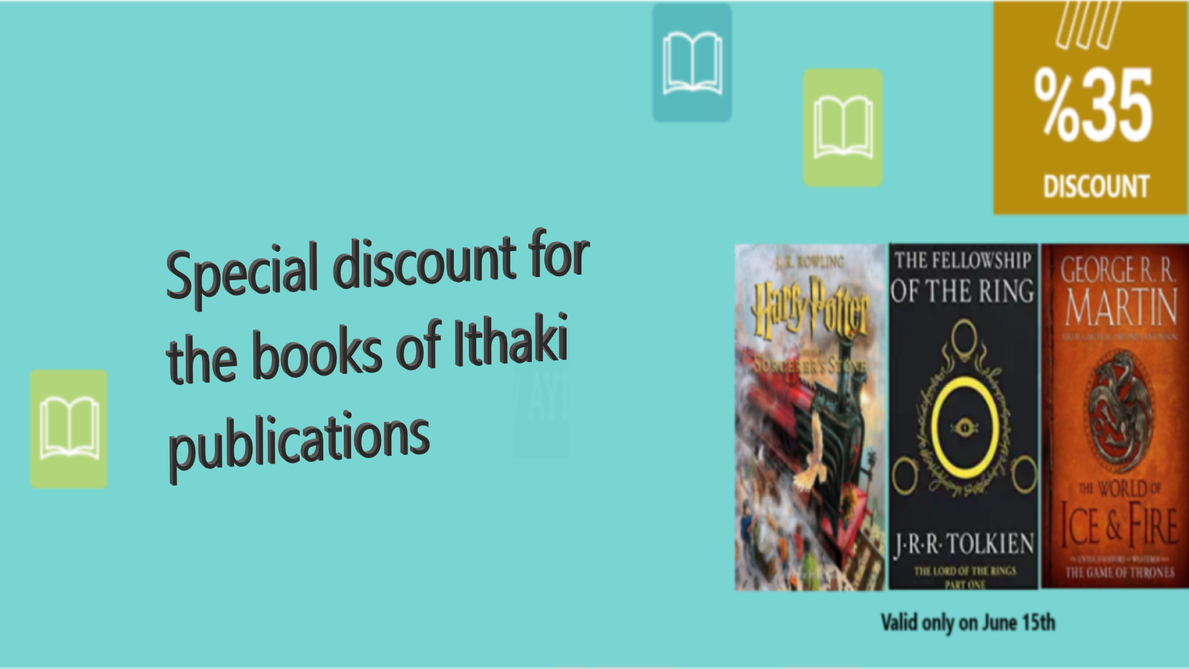 %35
DISCOUNT
Special discount for
the books of Ithaki
publications
J. K. ROWLING
Harry Potter
SORCERER'S STONE
THE FELLOWSHIP
OF THE RING
J·R·R·TOLKIEN
THE LORD OF THE RINGS
PART ONE
GEORGE R. R.
MARTIN
THE WORLD OF
ICE & FIRE
THE GAME OF THRONES
Valid only on June 15th